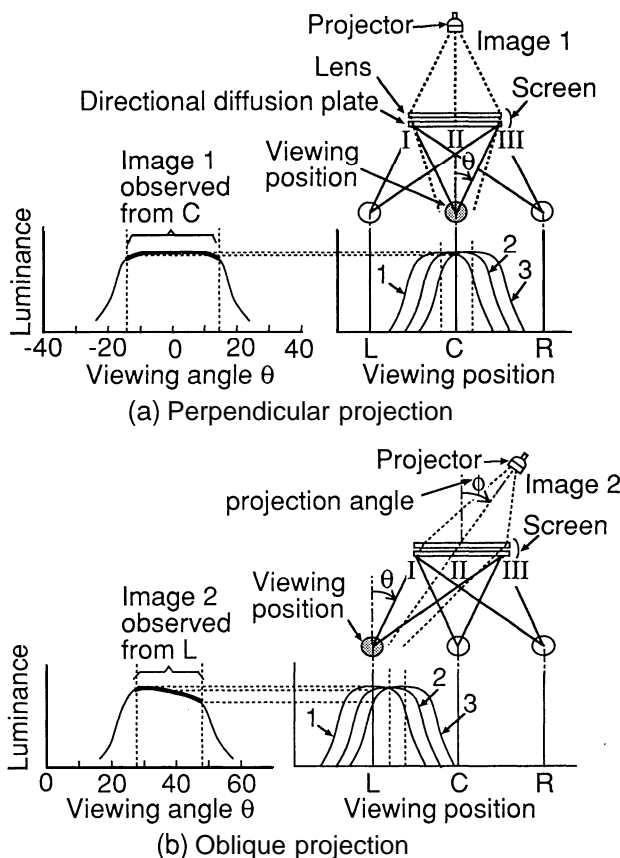 Projector
Image 1
Lens
Screen
Directional diffusion plate
I II III
Image 1
observed
from C
Viewing
position
θ
Luminance
1 2 3
-40 -20 0 20 40
Viewing angle θ
L C R
Viewing position
(a) Perpendicular projection
Projector
ϕ
Image 2
projection angle
Screen
I II III
θ
Viewing
position
Image 2
observed
from L
Luminance
1 2 3
0 20 40 60
Viewing angle θ
L C R
Viewing position
(b) Oblique projection